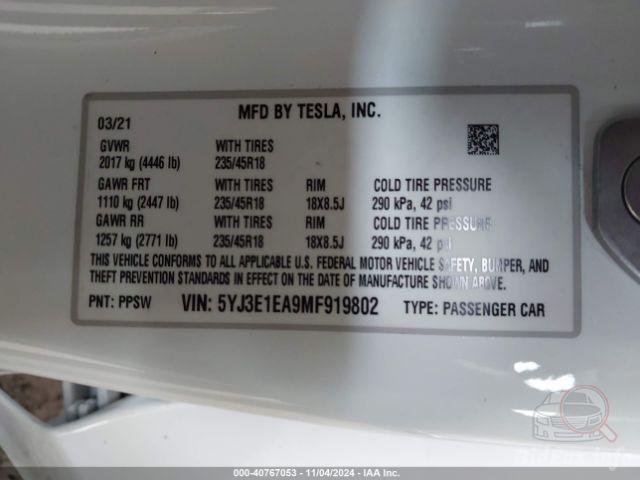 MFD BY TESLA, INC.
03/21
GVWR WITH TIRES
2017 kg (4446 lb) 235/45R18
GAWR FRT WITH TIRES RIM COLD TIRE PRESSURE
1110 kg (2447 lb) 235/45R18 18X8.5J 290 kPa, 42 psi
GAWR RR WITH TIRES RIM COLD TIRE PRESSURE
1257 kg (2771 lb) 235/45R18 18X8.5J 290 kPa, 42 psi
THIS VEHICLE CONFORMS TO ALL APPLICABLE U.S. FEDERAL MOTOR VEHICLE SAFETY, BUMPER, AND
THEFT PREVENTION STANDARDS IN EFFECT ON THE DATE OF MANUFACTURE SHOWN ABOVE.
PNT: PPSW VIN: 5YJ3E1EA9MF919802 TYPE: PASSENGER CAR
BidFax.info
000-40767053 - 11/04/2024 - IAA Inc.